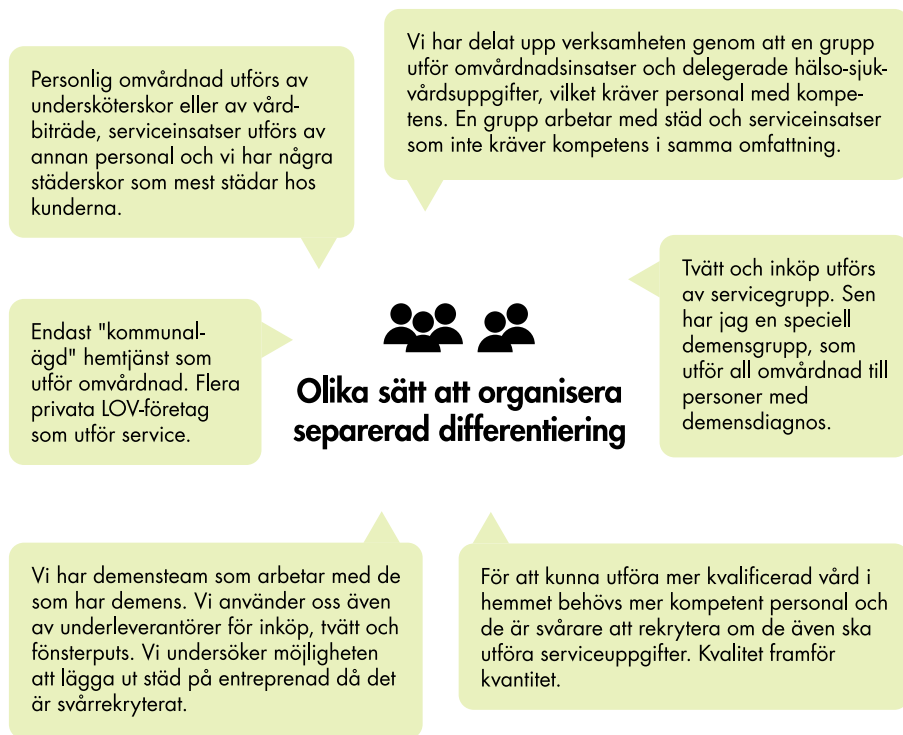 Personlig omvårdnad utförs av
undersköterskor eller av vård-
biträde, serviceinsatser utförs av
annan personal och vi har några
städerskor som mest städar hos
kunderna.
Vi har delat upp verksamheten genom att en grupp
utför omvårdnadsinsatser och delegerade hälso-sjuk-
vårdsuppgifter, vilket kräver personal med kompe-
tens. En grupp arbetar med städ och serviceinsatser
som inte kräver kompetens i samma omfattning.
Endast "kommunal-
ägd" hemtjänst som
utför omvårdnad. Flera
privata LOV-företag
som utför service.
Olika sätt att organisera
separerad differentiering
Tvätt och inköp utförs
av servicegrupp. Sen
har jag en speciell
demensgrupp, som
utför all omvårdnad till
personer med
demensdiagnos.
Vi har demensteam som arbetar med de
som har demens. Vi använder oss även
av underleverantörer för inköp, tvätt och
fönsterputs. Vi undersöker möjligheten
att lägga ut städ på entreprenad då det
är svårrekryterat.
För att kunna utföra mer kvalificerad vård i
hemmet behövs mer kompetent personal och
de är svårare att rekrytera om de även ska
utföra serviceuppgifter. Kvalitet framför
kvantitet.